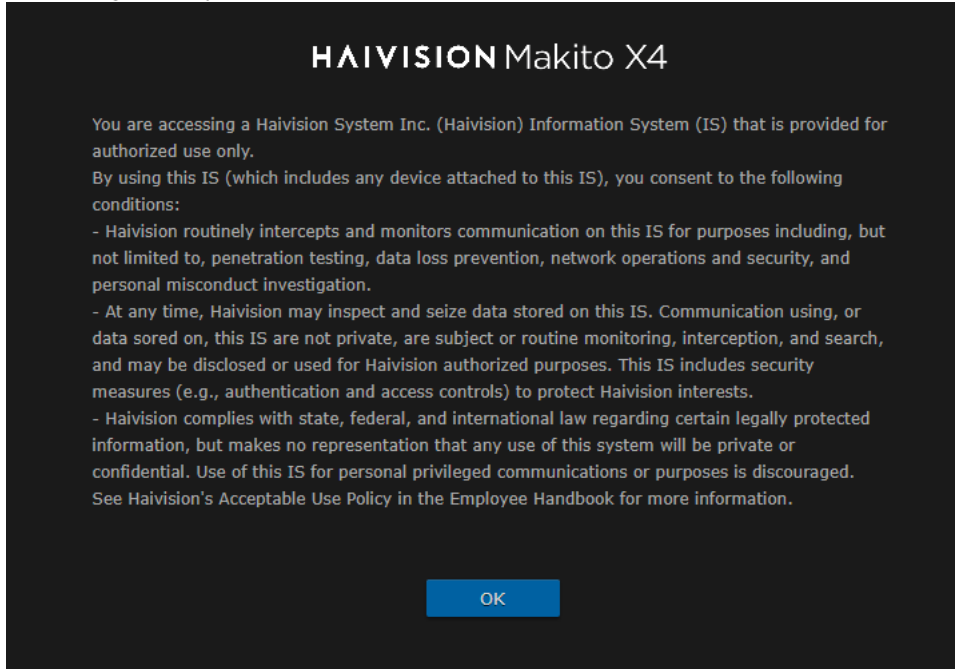 HAIVISION Makito X4
You are accessing a Haivision System Inc. (Haivision) Information System (IS) that is provided for
authorized use only.
By using this IS (which includes any device attached to this IS), you consent to the following
conditions:
- Haivision routinely intercepts and monitors communication on this IS for purposes including, but
not limited to, penetration testing, data loss prevention, network operations and security, and
personal misconduct investigation.
- At any time, Haivision may inspect and seize data stored on this IS. Communication using, or
data sored on, this IS are not private, are subject or routine monitoring, interception, and search,
and may be disclosed or used for Haivision authorized purposes. This IS includes security
measures (e.g., authentication and access controls) to protect Haivision interests.
- Haivision complies with state, federal, and international law regarding certain legally protected
information, but makes no representation that any use of this system will be private or
confidential. Use of this IS for personal privileged communications or purposes is discouraged.
See Haivision's Acceptable Use Policy in the Employee Handbook for more information.
OK